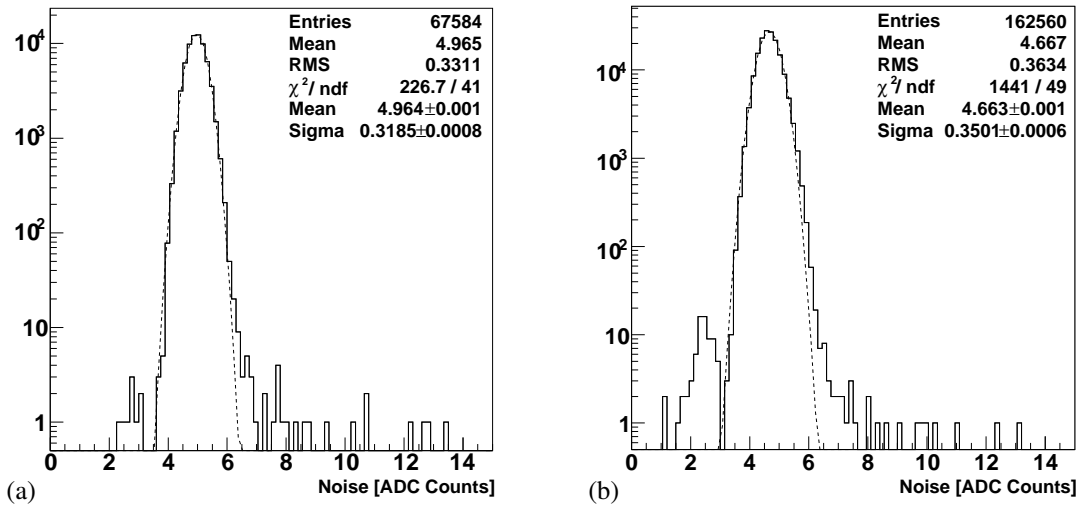 Entries 67584
Mean 4.965
RMS 0.3311
χ²/ ndf 226.7 / 41
Mean 4.964±0.001
Sigma 0.3185±0.0008
10⁴
10³
10²
10
1
0 2 4 6 8 10 12 14
Noise [ADC Counts]
(a)
Entries 162560
Mean 4.667
RMS 0.3634
χ²/ ndf 1441 / 49
Mean 4.663±0.001
Sigma 0.3501±0.0006
10⁴
10³
10²
10
1
0 2 4 6 8 10 12 14
Noise [ADC Counts]
(b)